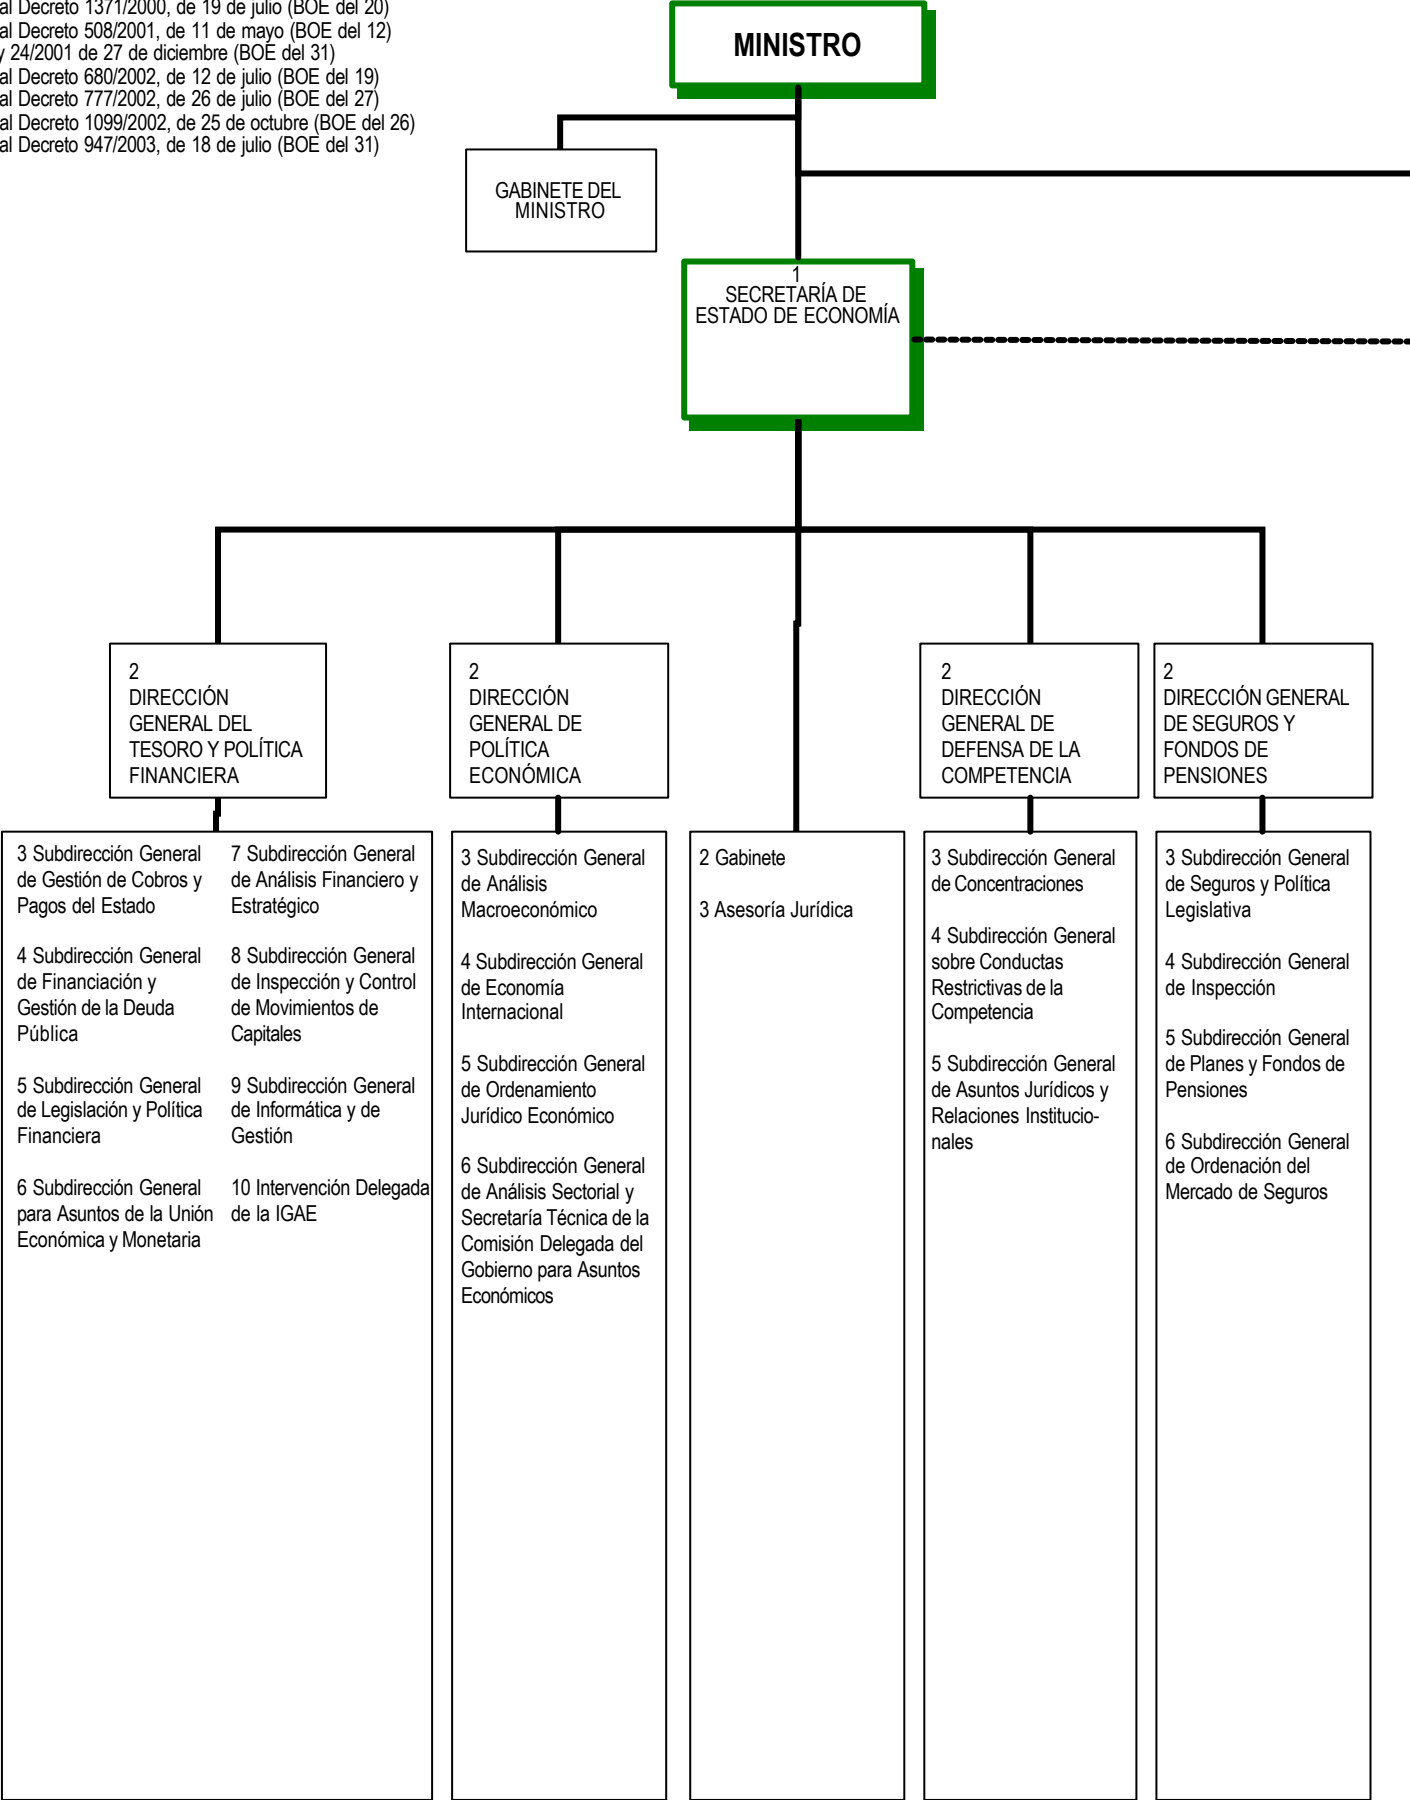 al Decreto 1371/2000, de 19 de julio (BOE del 20)
al Decreto 508/2001, de 11 de mayo (BOE del 12)
y 24/2001 de 27 de diciembre (BOE del 31)
al Decreto 680/2002, de 12 de julio (BOE del 19)
al Decreto 777/2002, de 26 de julio (BOE del 27)
al Decreto 1099/2002, de 25 de octubre (BOE del 26)
al Decreto 947/2003, de 18 de julio (BOE del 31)
MINISTRO
GABINETE DEL
MINISTRO
1
SECRETARÍA DE
ESTADO DE ECONOMÍA
2
DIRECCIÓN
GENERAL DEL
TESORO Y POLÍTICA
FINANCIERA
2
DIRECCIÓN
GENERAL DE
POLÍTICA
ECONÓMICA
2
DIRECCIÓN
GENERAL DE
DEFENSA DE LA
COMPETENCIA
2
DIRECCIÓN GENERAL
DE SEGUROS Y
FONDOS DE
PENSIONES
3 Subdirección General
de Gestión de Cobros y
Pagos del Estado
4 Subdirección General
de Financiación y
Gestión de la Deuda
Pública
5 Subdirección General
de Legislación y Política
Financiera
6 Subdirección General
para Asuntos de la Unión
Económica y Monetaria
7 Subdirección General
de Análisis Financiero y
Estratégico
8 Subdirección General
de Inspección y Control
de Movimientos de
Capitales
9 Subdirección General
de Informática y de
Gestión
10 Intervención Delegada
de la IGAE
3 Subdirección General
de Análisis
Macroeconómico
4 Subdirección General
de Economía
Internacional
5 Subdirección General
de Ordenamiento
Jurídico Económico
6 Subdirección General
de Análisis Sectorial y
Secretaría Técnica de la
Comisión Delegada del
Gobierno para Asuntos
Económicos
2 Gabinete
3 Asesoría Jurídica
3 Subdirección General
de Concentraciones
4 Subdirección General
sobre Conductas
Restrictivas de la
Competencia
5 Subdirección General
de Asuntos Jurídicos y
Relaciones Institucio-
nales
3 Subdirección General
de Seguros y Política
Legislativa
4 Subdirección General
de Inspección
5 Subdirección General
de Planes y Fondos de
Pensiones
6 Subdirección General
de Ordenación del
Mercado de Seguros